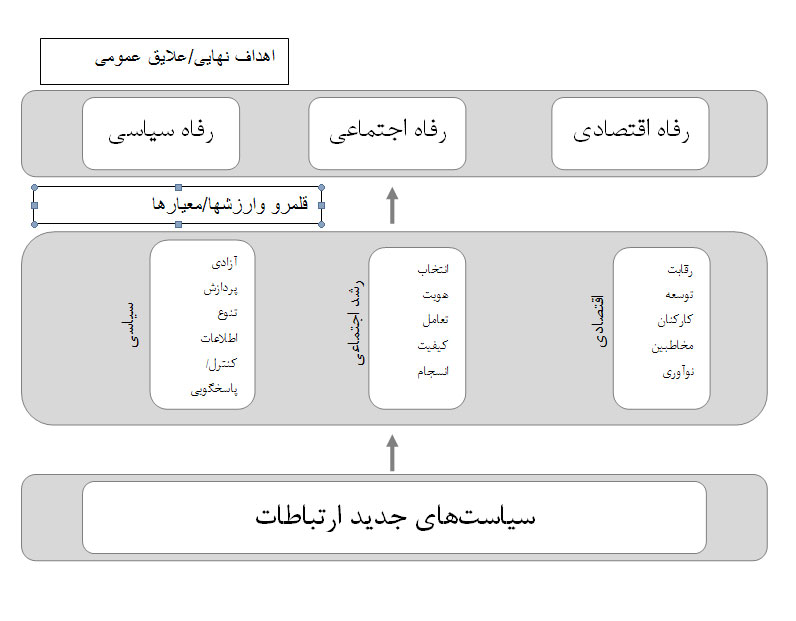 اهداف نهایی/علایق عمومی
رفاه اقتصادی
رفاه اجتماعی
رفاه سیاسی
قلمرو وارزشها/معیارها
اقتصادی
رقابت
توسعه
کارکنان
مخاطبین
نوآوری
رشد اجتماعی
انتخاب
هویت
تعامل
کیفیت
انسجام
سیاسی
آزادی
پردازش
تنوع
اطلاعات
کنترل/
پاسخگویی
سیاست‌های جدید ارتباطات